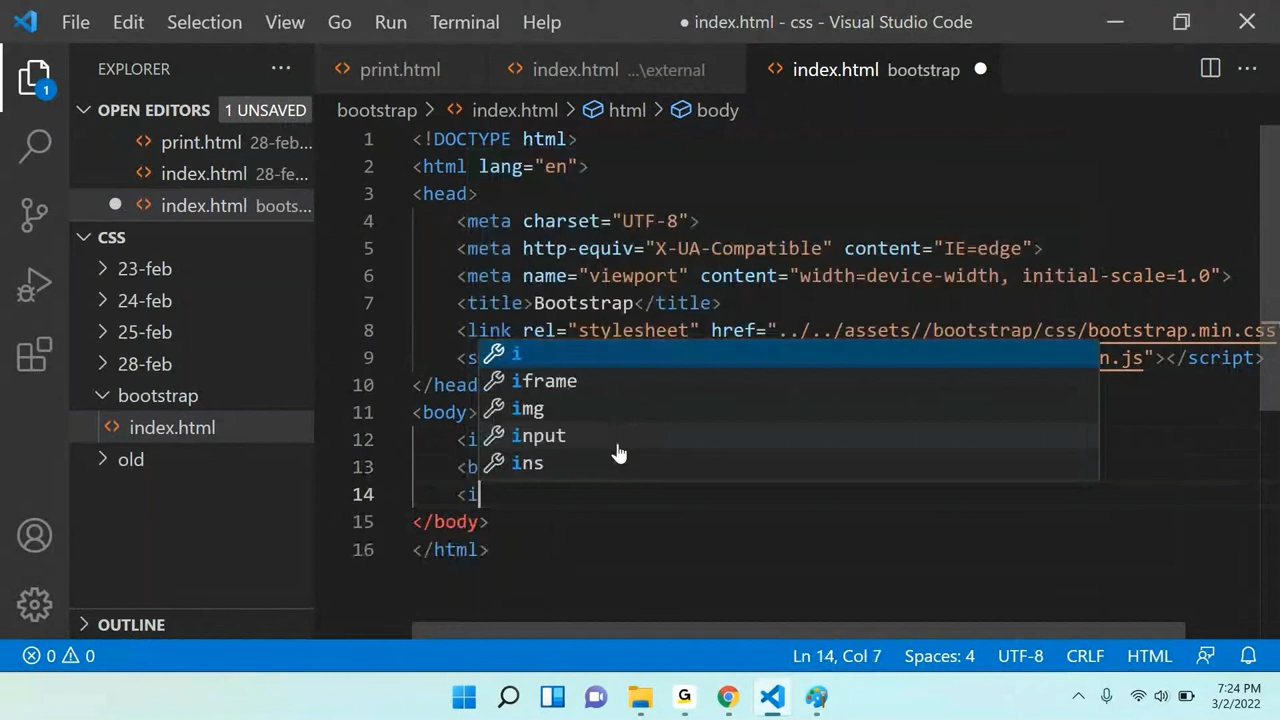 File Edit Selection View Go Run Terminal Help
● index.html - css - Visual Studio Code
EXPLORER
print.html
index.html ...\external
index.html bootstrap
OPEN EDITORS 1 UNSAVED
print.html 28-feb...
index.html 28-fe...
index.html boots...
CSS
23-feb
24-feb
25-feb
28-feb
bootstrap
index.html
old
OUTLINE
bootstrap > index.html > html > body
1 <!DOCTYPE html>
2 <html lang="en">
3 <head>
4 <meta charset="UTF-8">
5 <meta http-equiv="X-UA-Compatible" content="IE=edge">
6 <meta name="viewport" content="width=device-width, initial-scale=1.0">
7 <title>Bootstrap</title>
8 <link rel="stylesheet" href="../../assets//bootstrap/css/bootstrap.min.css
9 <s n.js"></script>
10 </head
11 <body>
12 <i
13 <b
14 <i
15 </body>
16 </html>
i
iframe
img
input
ins
1
0 0
Ln 14, Col 7 Spaces: 4 UTF-8 CRLF HTML
G
7:24 PM
3/2/2022